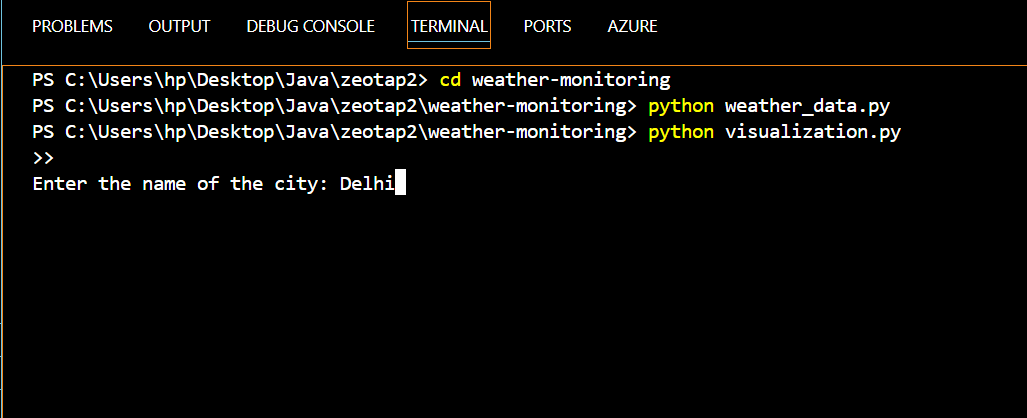 PROBLEMS OUTPUT DEBUG CONSOLE TERMINAL PORTS AZURE
PS C:\Users\hp\Desktop\Java\zeotap2> cd weather-monitoring
PS C:\Users\hp\Desktop\Java\zeotap2\weather-monitoring> python weather_data.py
PS C:\Users\hp\Desktop\Java\zeotap2\weather-monitoring> python visualization.py
>>
Enter the name of the city: Delhi